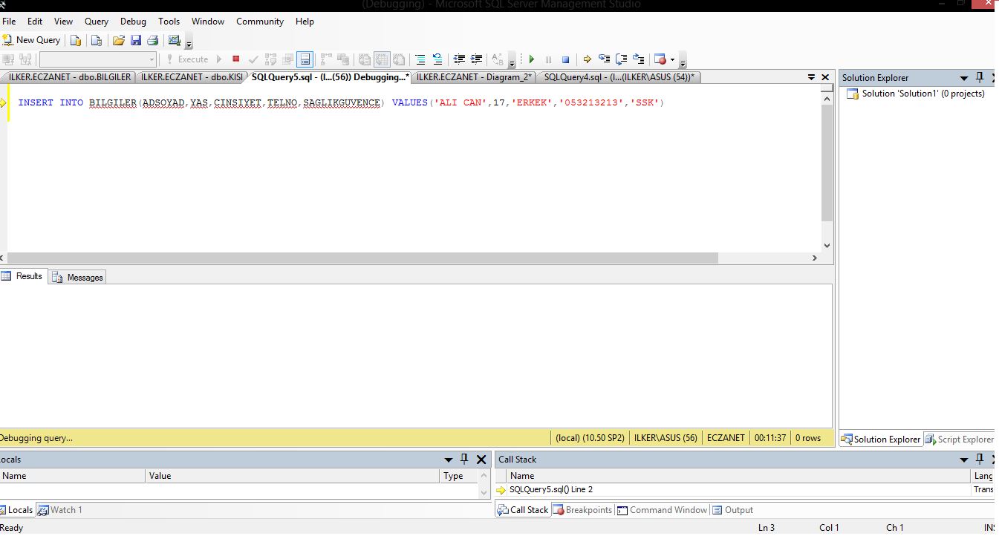 (Debugging) - Microsoft SQL Server Management Studio
File Edit View Query Debug Tools Window Community Help
New Query
Execute
ILKER.ECZANET - dbo.BILGILER ILKER.ECZANET - dbo.KISI SQLQuery5.sql - (l...(56)) Debugging...* ILKER.ECZANET - Diagram_2* SQLQuery4.sql - (l...(ILKER\ASUS (54))*
Solution Explorer
Solution 'Solution1' (0 projects)
INSERT INTO BILGILER(ADSOYAD,YAS,CINSIYET,TELNO,SAGLIKGUVENCE) VALUES('ALI CAN',17,'ERKEK','053213213','SSK')
Results Messages
Debugging query... (local) (10.50 SP2) ILKER\ASUS (56) ECZANET 00:11:37 0 rows
Solution Explorer Script Explorer
ocals
Name Value Type
Locals Watch 1
Call Stack
Name Lang
SQLQuery5.sql() Line 2 Trans
Call Stack Breakpoints Command Window Output
Ready Ln 3 Col 1 Ch 1 INS